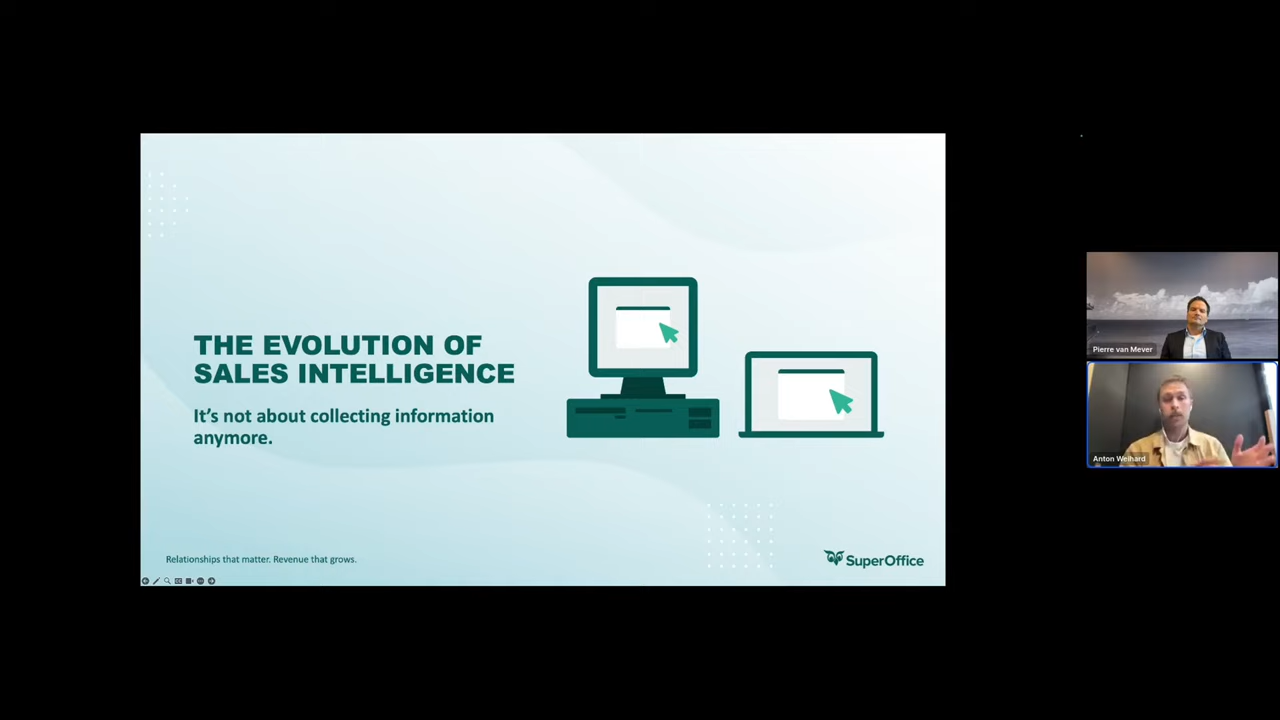 THE EVOLUTION OF
SALES INTELLIGENCE
It's not about collecting information
anymore.
Relationships that matter. Revenue that grows.
SuperOffice
Pierre van Mever
Anton Weihard